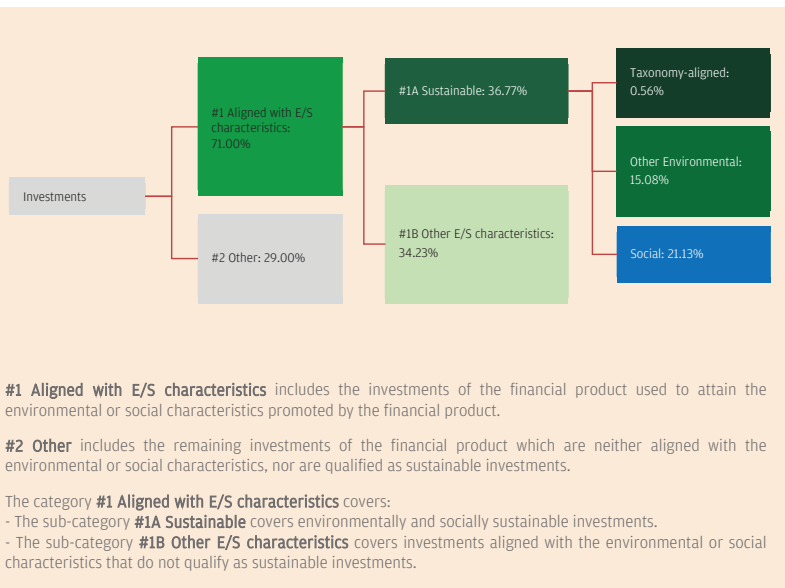 Investments
#1 Aligned with E/S
characteristics:
71.00%
#2 Other: 29.00%
#1A Sustainable: 36.77%
#1B Other E/S characteristics:
34.23%
Taxonomy-aligned:
0.56%
Other Environmental:
15.08%
Social: 21.13%
#1 Aligned with E/S characteristics includes the investments of the financial product used to attain the
environmental or social characteristics promoted by the financial product.
#2 Other includes the remaining investments of the financial product which are neither aligned with the
environmental or social characteristics, nor are qualified as sustainable investments.
The category #1 Aligned with E/S characteristics covers:
- The sub-category #1A Sustainable covers environmentally and socially sustainable investments.
- The sub-category #1B Other E/S characteristics covers investments aligned with the environmental or social
characteristics that do not qualify as sustainable investments.